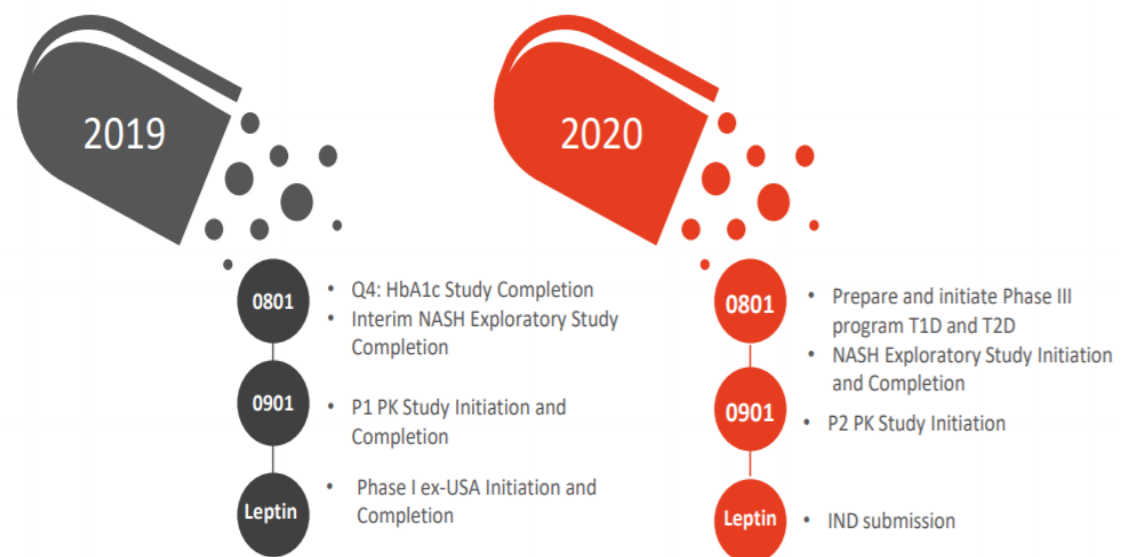 2019
0801
• Q4: HbA1c Study Completion
• Interim NASH Exploratory Study
Completion
0901
• P1 PK Study Initiation and
Completion
Leptin
• Phase I ex-USA Initiation and
Completion
2020
0801
• Prepare and initiate Phase III
program T1D and T2D
• NASH Exploratory Study Initiation
and Completion
0901
• P2 PK Study Initiation
Leptin
• IND submission